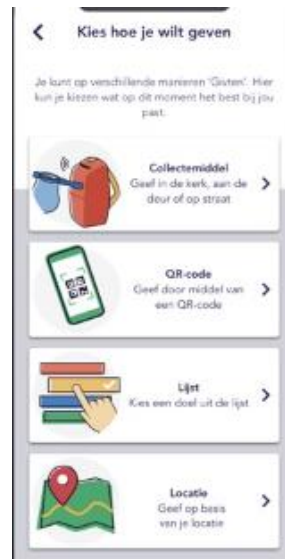 Kies hoe je wilt geven
Je kunt op verschillende manieren 'Givten'. Hier
kun je kiezen wat op dit moment het best bij jou
past.
Collectemiddel
Geef in de kerk, aan de
deur of op straat
QR-code
Geef door middel van
een QR-code
Lijst
Kies een doel uit de lijst
Locatie
Geef op basis
van je locatie